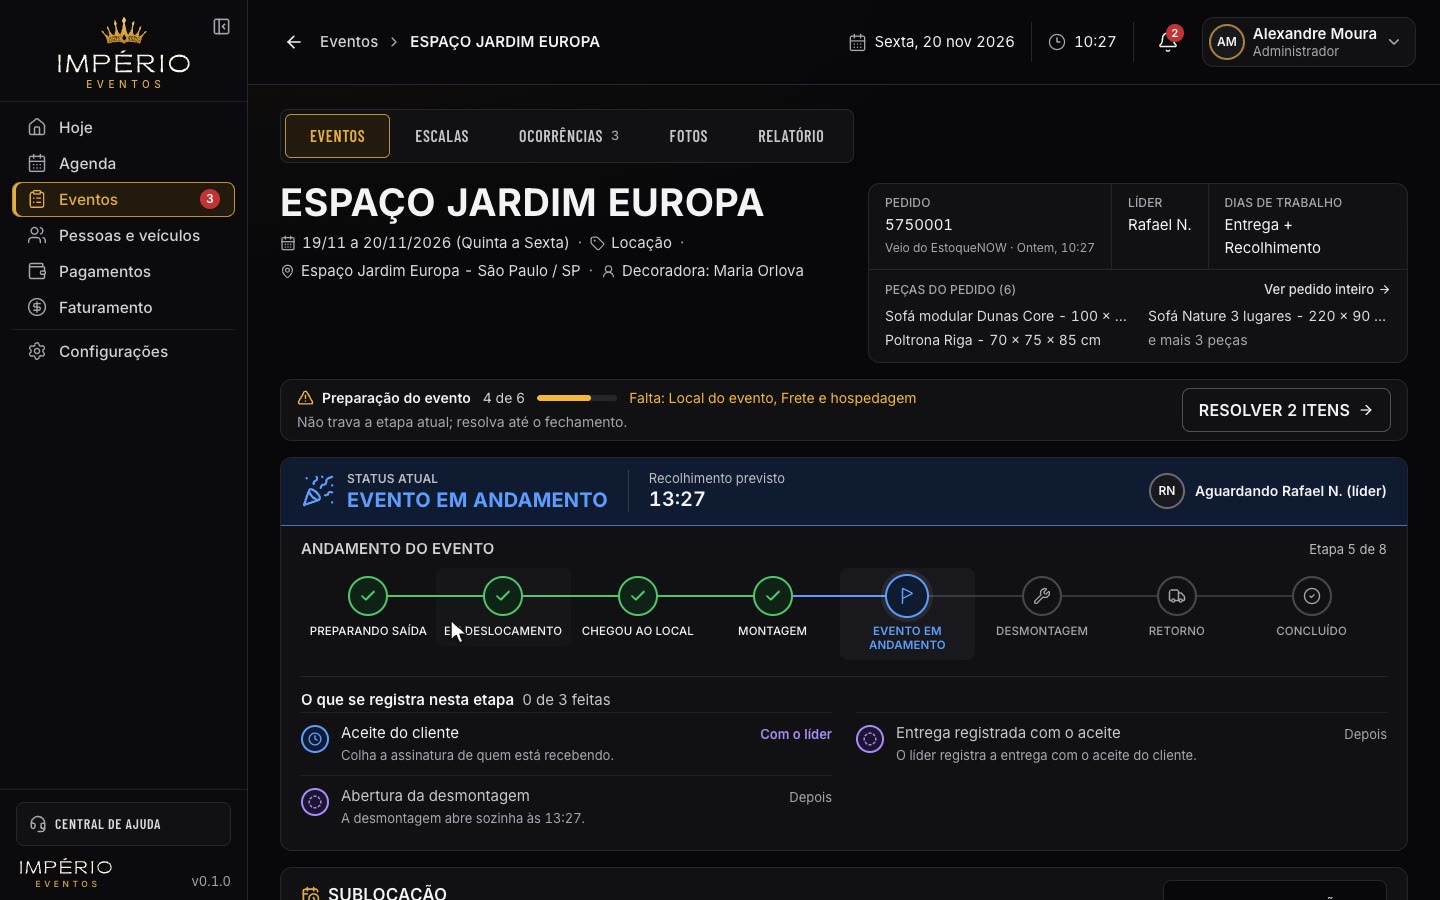 IMPÉRIO
EVENTOS
Hoje
Agenda
Eventos 3
Pessoas e veículos
Pagamentos
Faturamento
Configurações
CENTRAL DE AJUDA
IMPÉRIO
EVENTOS
v0.1.0
Eventos > ESPAÇO JARDIM EUROPA
Sexta, 20 nov 2026
10:27
2
AM
Alexandre Moura
Administrador
EVENTOS
ESCALAS
OCORRÊNCIAS 3
FOTOS
RELATÓRIO
ESPAÇO JARDIM EUROPA
19/11 a 20/11/2026 (Quinta a Sexta) · Locação ·
Espaço Jardim Europa - São Paulo / SP · Decoradora: Maria Orlova
PEDIDO
5750001
Veio do EstoqueNOW · Ontem, 10:27
LÍDER
Rafael N.
DIAS DE TRABALHO
Entrega +
Recolhimento
PEÇAS DO PEDIDO (6)
Ver pedido inteiro →
Sofá modular Dunas Core - 100 × ...
Sofá Nature 3 lugares - 220 × 90 ...
Poltrona Riga - 70 × 75 × 85 cm
e mais 3 peças
Preparação do evento 4 de 6
Falta: Local do evento, Frete e hospedagem
Não trava a etapa atual; resolva até o fechamento.
RESOLVER 2 ITENS →
STATUS ATUAL
EVENTO EM ANDAMENTO
Recolhimento previsto
13:27
RN
Aguardando Rafael N. (líder)
ANDAMENTO DO EVENTO
Etapa 5 de 8
PREPARANDO SAÍDA
DESLOCAMENTO
CHEGOU AO LOCAL
MONTAGEM
EVENTO EM
ANDAMENTO
DESMONTAGEM
RETORNO
CONCLUÍDO
O que se registra nesta etapa 0 de 3 feitas
Aceite do cliente
Com o líder
Colha a assinatura de quem está recebendo.
Entrega registrada com o aceite
Depois
O líder registra a entrega com o aceite do cliente.
Abertura da desmontagem
Depois
A desmontagem abre sozinha às 13:27.
SUBLOCAÇÃO